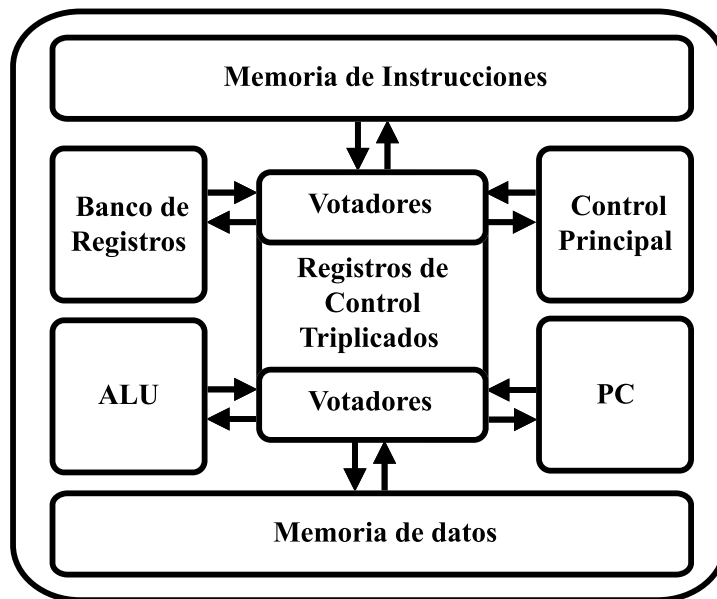 Memoria de Instrucciones
Banco de
Registros
Votadores
Control
Principal
Registros de
Control
Triplicados
ALU
Votadores
PC
Memoria de datos